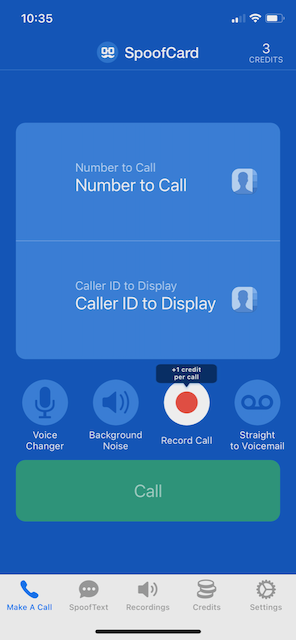 10:35
SpoofCard
3
CREDITS
Number to Call
Number to Call
Caller ID to Display
Caller ID to Display
+1 credit
per call
Voice
Changer
Background
Noise
Record Call
Straight
to Voicemail
Call
Make A Call
SpoofText
Recordings
Credits
Settings